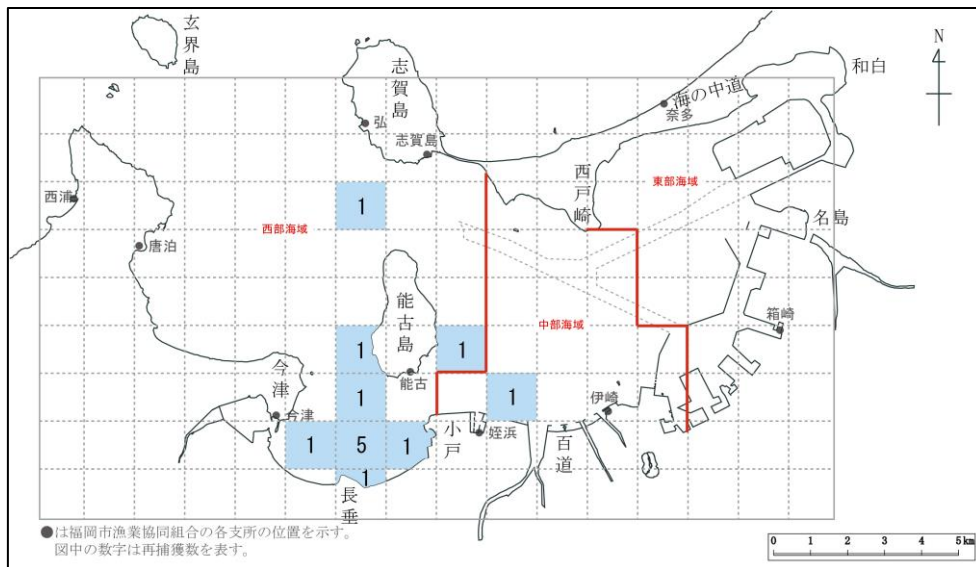 玄界島
志賀島
海の中道
和白
N
奈多
弘
志賀島
西戸崎
東部海域
西浦
1
西部海域
名島
唐泊
能古島
中部海域
箱崎
1
1
今津
能古
1
1
伊崎
今津
小戸
姪浜
百道
1
5
1
1
長垂
●は福岡市漁業協同組合の各支所の位置を示す。
図中の数字は再捕獲数を表す。
0 1 2 3 4 5km